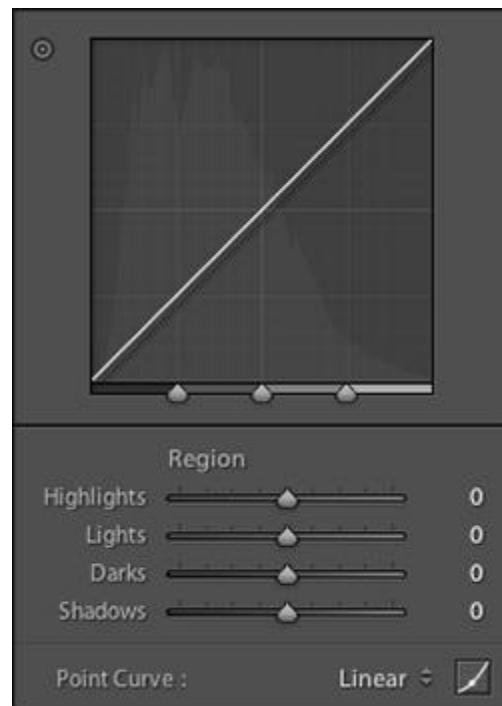 Region
Highlights 0
Lights 0
Darks 0
Shadows 0
Point Curve : Linear